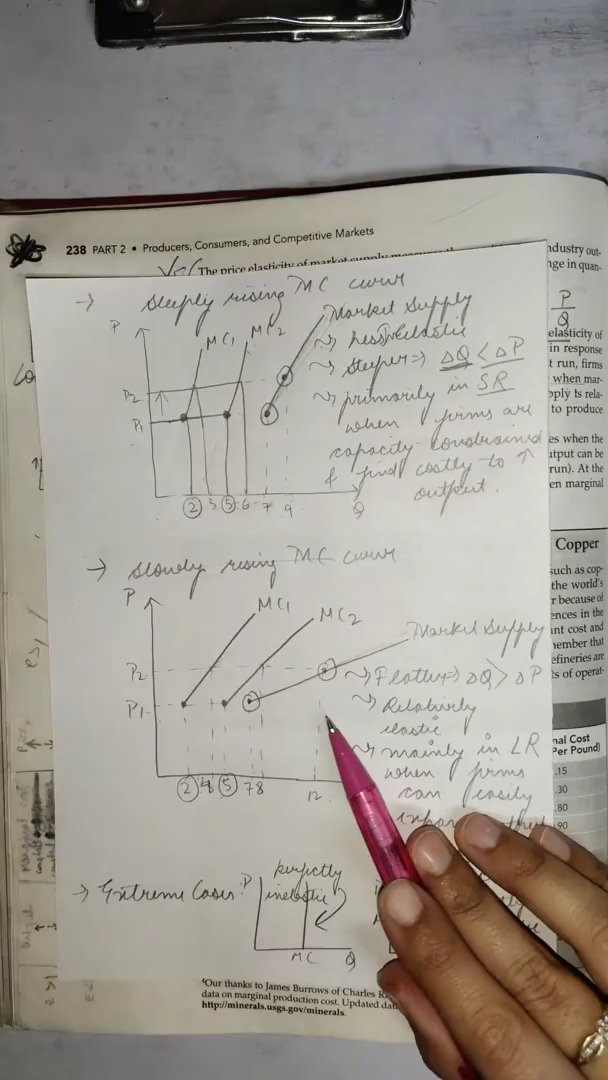 238 PART 2 • Producers, Consumers, and Competitive Markets
The price elasticity of market supply
ndustry out-
nge in quan-
P
Q
elasticity of
in response
t run, firms
when mar-
pply is rela-
to produce
→ Steeply rising MC curve
P
MC1
MC2
Market Supply
~> Less Elastic
~> Steeper => ΔQ < ΔP
~> primarily in SR
when firms are
capacity-constrained
& find costly to ↑
output.
P2
P1
2 3 5 6 7 9 Q
es when the
utput can be
run). At the
en marginal
Copper
such as cop-
the world's
r because of
ences in the
nt cost and
member that
efineries are
ts of operat-
→ Slowly rising MC curve
P
MC1
MC2
Market Supply
P2
P1
~> Flatter => ΔQ > ΔP
~> Relatively
elastic
~> mainly in LR
when firms
can easily
2 5 7 8 12
nal Cost
Per Pound)
.15
.30
.80
.90
→ Extreme Cases:
P
perfectly
inelastic
MC
Q
⁴Our thanks to James Burrows of Charles R
data on marginal production cost. Updated dat
http://minerals.usgs.gov/minerals.